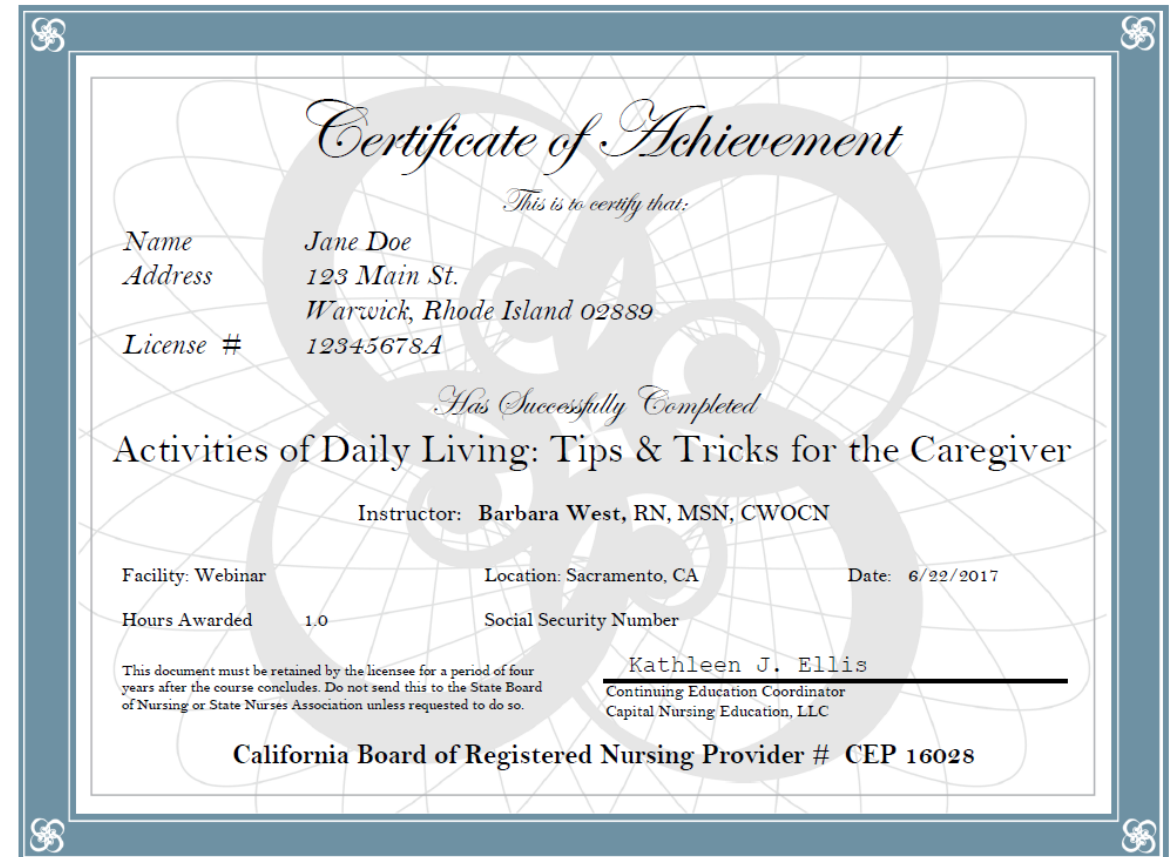 Certificate of Achievement
This is to certify that:
Name Jane Doe
Address 123 Main St.
Warwick, Rhode Island 02889
License # 12345678A
Has Successfully Completed
Activities of Daily Living: Tips & Tricks for the Caregiver
Instructor: Barbara West, RN, MSN, CWOCN
Facility: Webinar Location: Sacramento, CA Date: 6/22/2017
Hours Awarded 1.0 Social Security Number
This document must be retained by the licensee for a period of four
years after the course concludes. Do not send this to the State Board
of Nursing or State Nurses Association unless requested to do so.
Kathleen J. Ellis
Continuing Education Coordinator
Capital Nursing Education, LLC
California Board of Registered Nursing Provider # CEP 16028